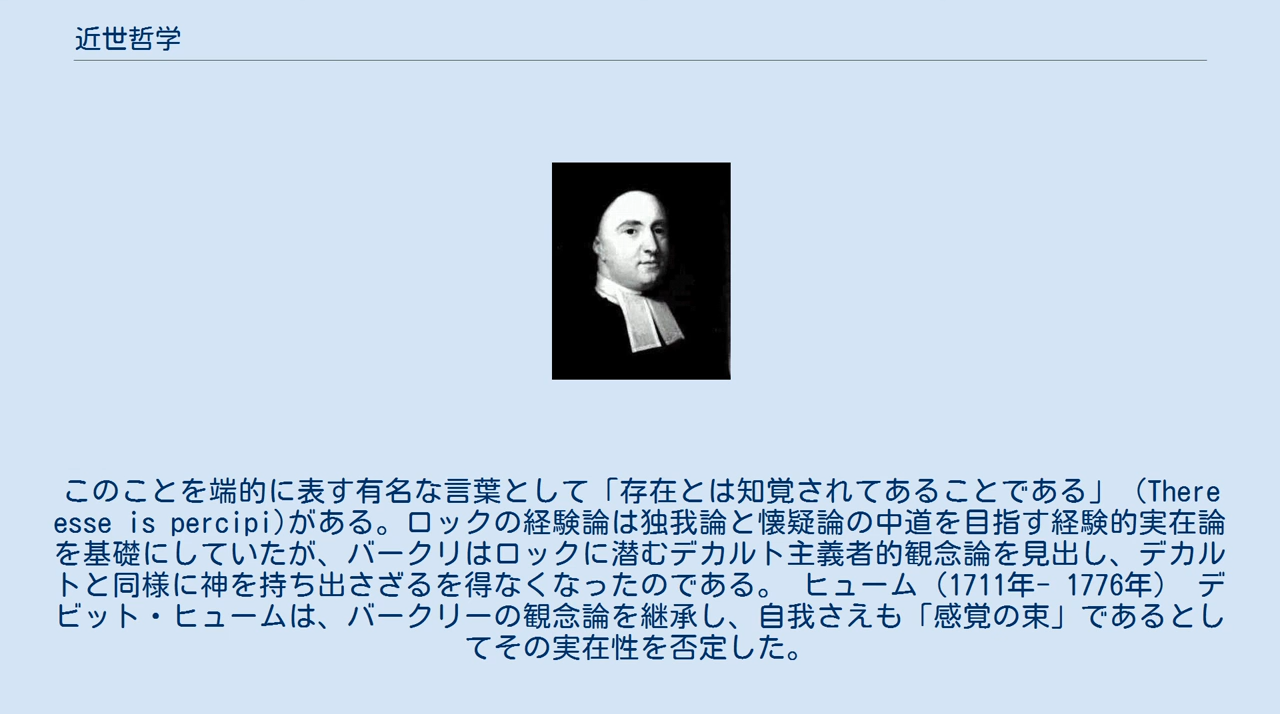 近世哲学
このことを端的に表す有名な言葉として「存在とは知覚されてあることである」（There
esse is percipi)がある。ロックの経験論は独我論と懐疑論の中道を目指す経験的実在論
を基礎にしていたが、バークリはロックに潜むデカルト主義者的観念論を見出し、デカル
トと同様に神を持ち出さざるを得なくなったのである。 ヒューム（1711年- 1776年） デ
ビット・ヒュームは、バークリーの観念論を継承し、自我さえも「感覚の束」であるとし
てその実在性を否定した。